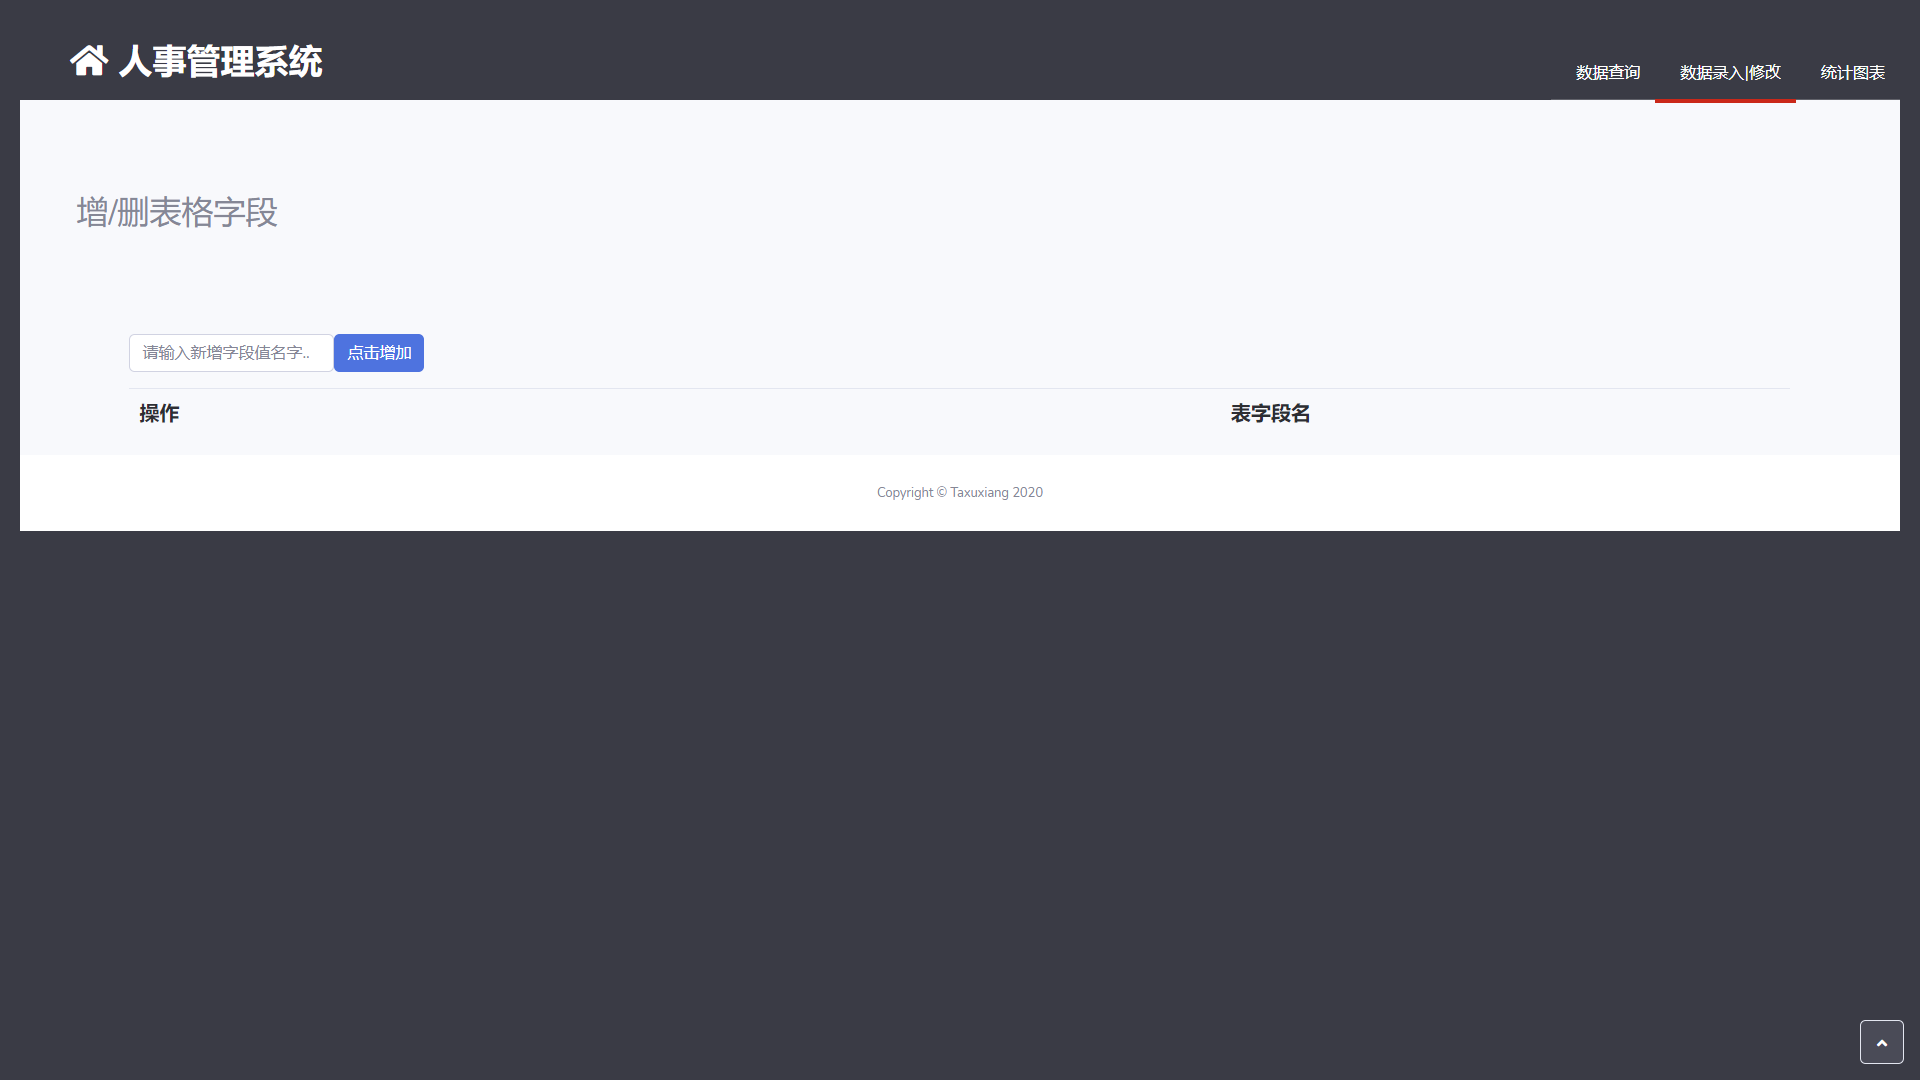 人事管理系统
数据查询
数据录入|修改
统计图表
增/删表格字段
请输入新增字段值名字..
点击增加
操作
表字段名
Copyright © Taxuxiang 2020